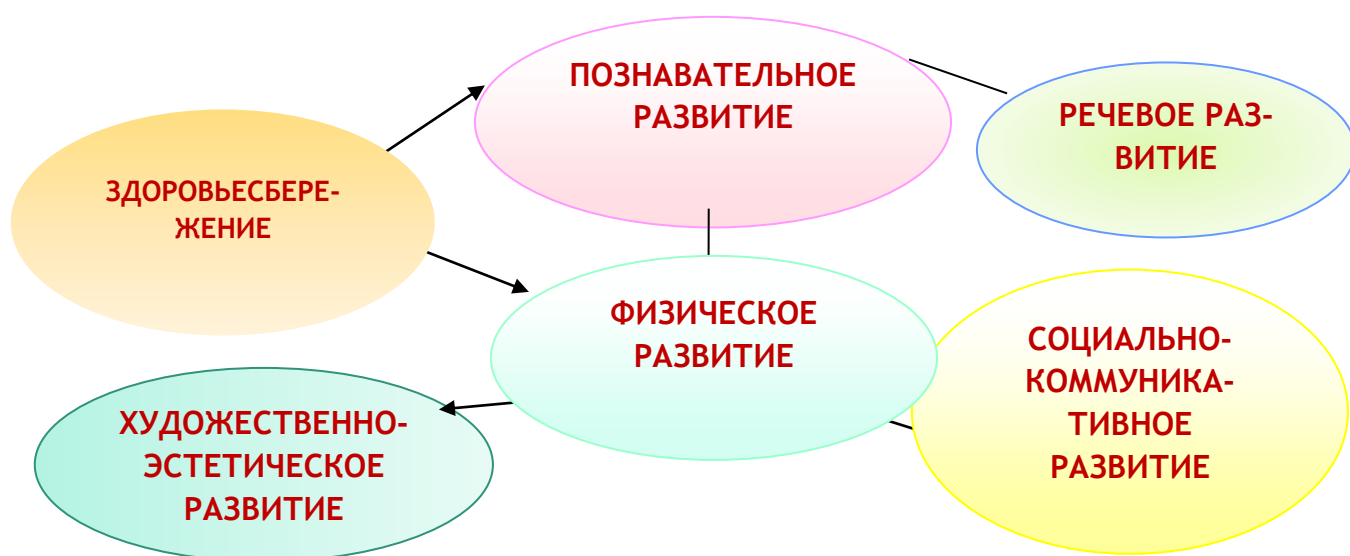 ПОЗНАВАТЕЛЬНОЕ
РАЗВИТИЕ
РЕЧЕВОЕ РАЗ-
ВИТИЕ
ЗДОРОВЬЕСБЕРЕ-
ЖЕНИЕ
ФИЗИЧЕСКОЕ
РАЗВИТИЕ
СОЦИАЛЬНО-
КОММУНИКА-
ТИВНОЕ
РАЗВИТИЕ
ХУДОЖЕСТВЕННО-
ЭСТЕТИЧЕСКОЕ
РАЗВИТИЕ